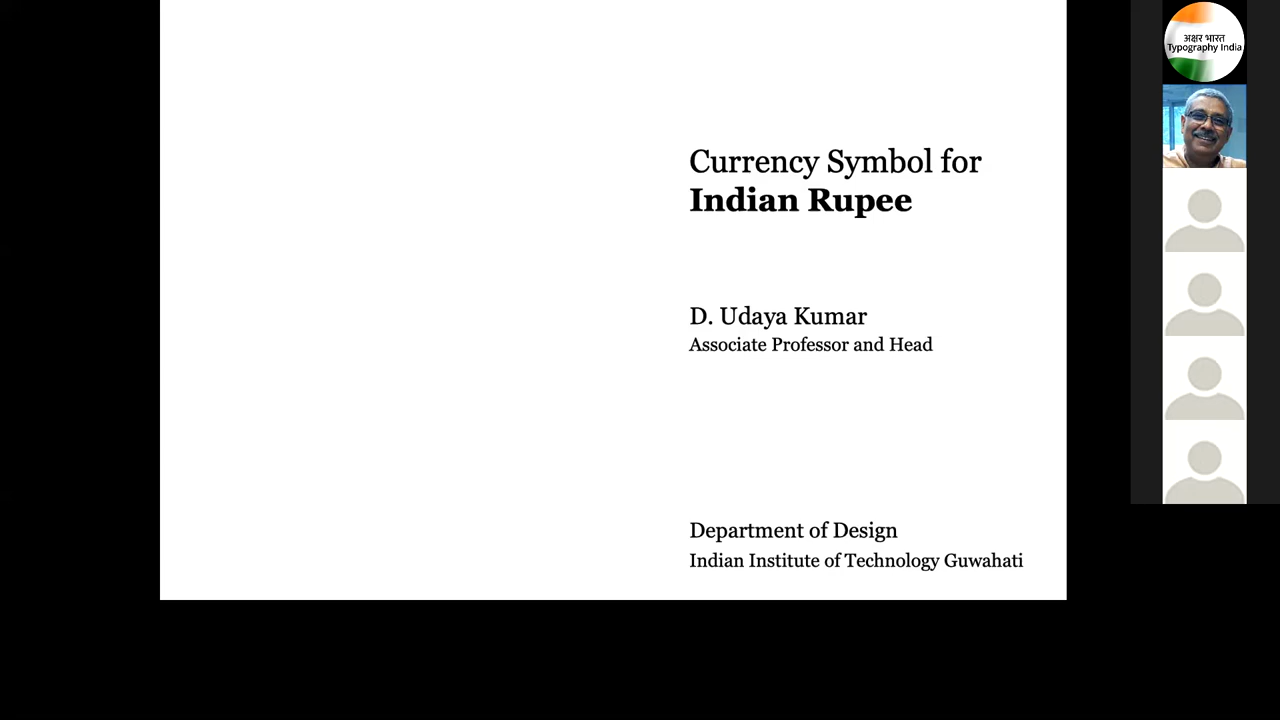 Currency Symbol for
Indian Rupee
D. Udaya Kumar
Associate Professor and Head
Department of Design
Indian Institute of Technology Guwahati
अक्षर भारत
Typography India